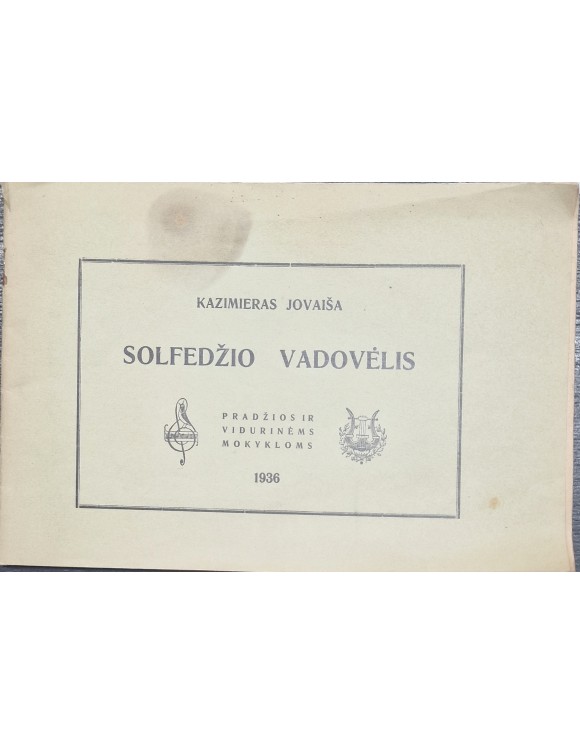 KAZIMIERAS JOVAIŠA
SOLFEDŽIO VADOVĖLIS
PRADŽIOS IR
VIDURINĖMS
MOKYKLOMS
1936